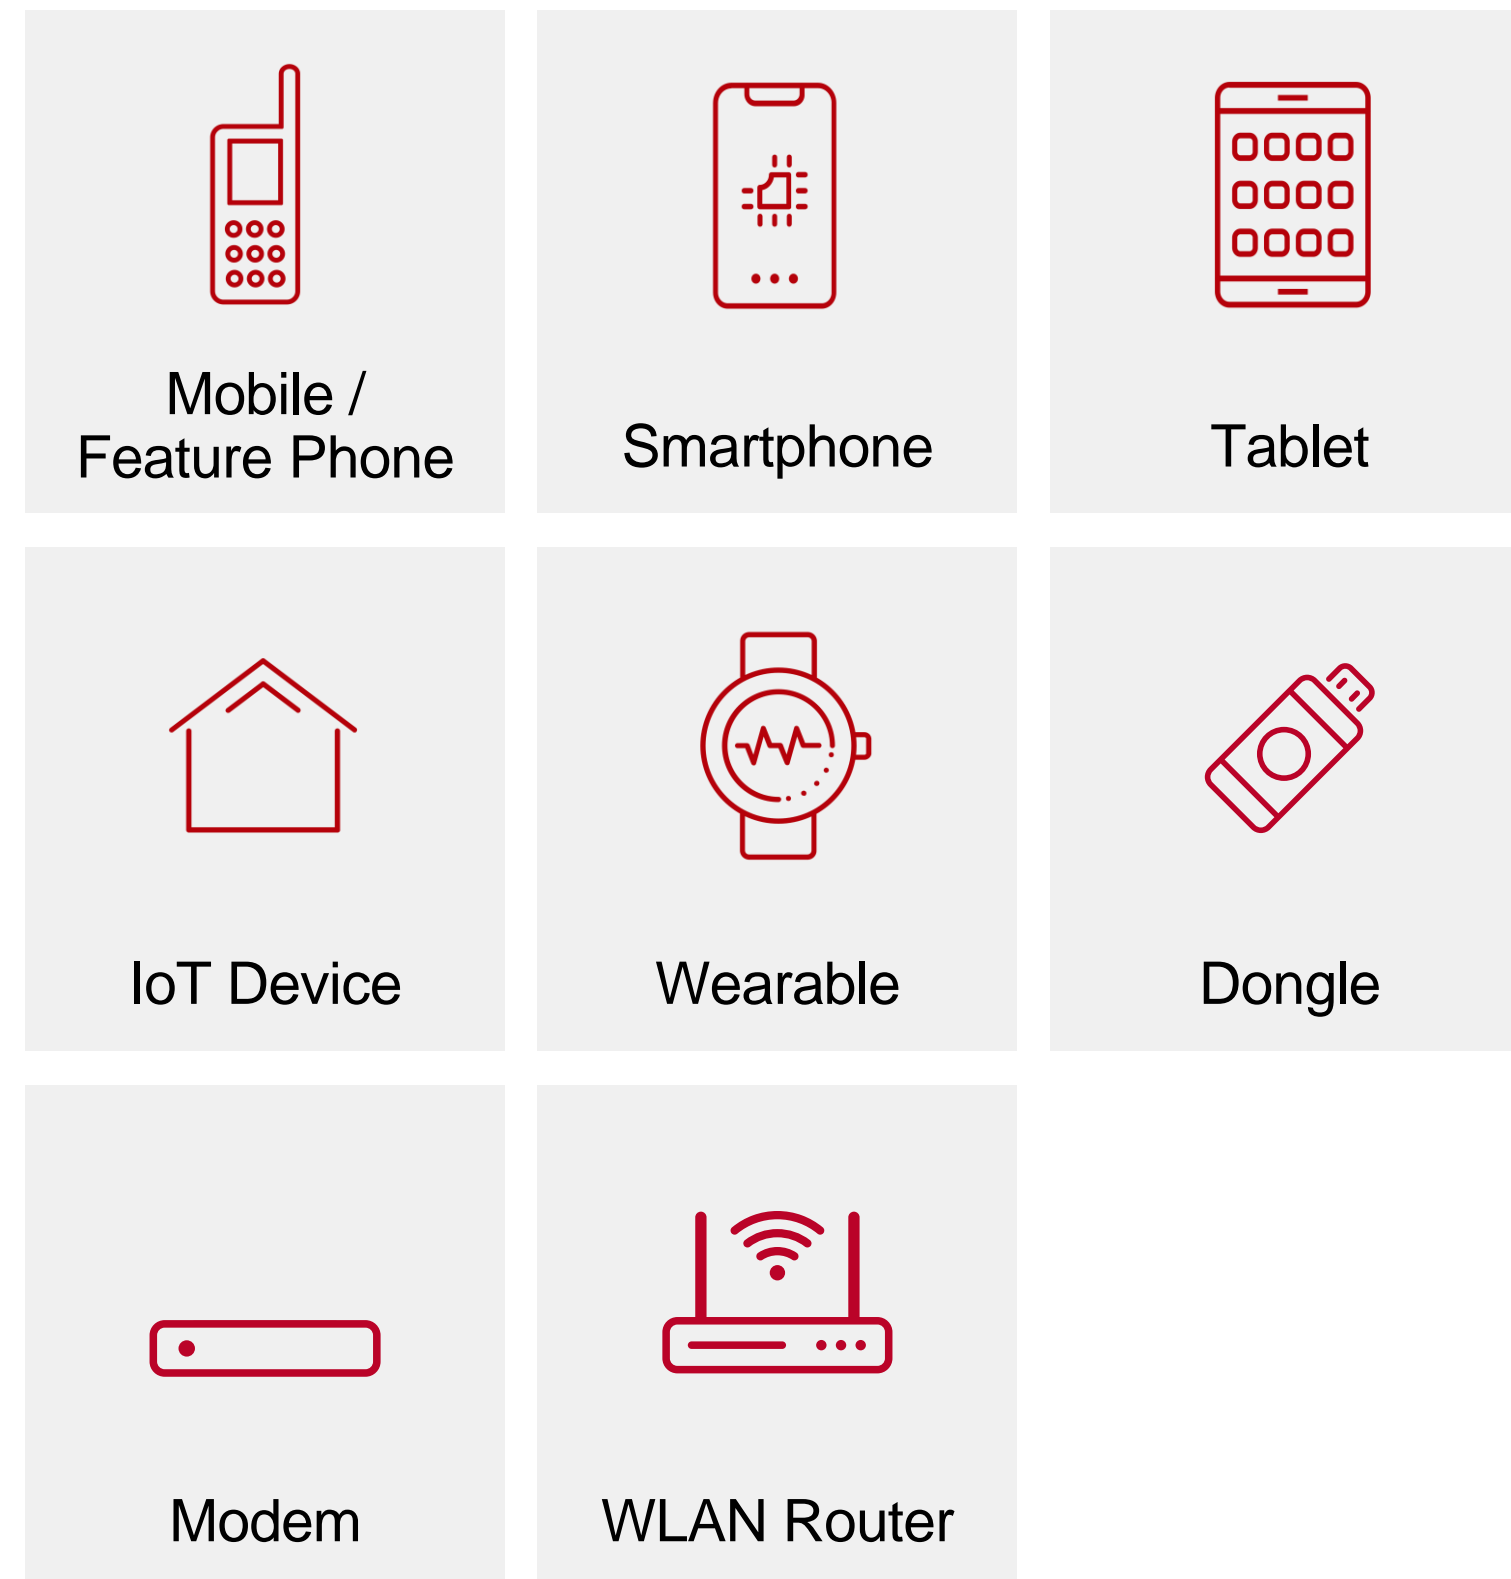 Mobile /
Feature Phone
Smartphone
Tablet
IoT Device
Wearable
Dongle
Modem
WLAN Router